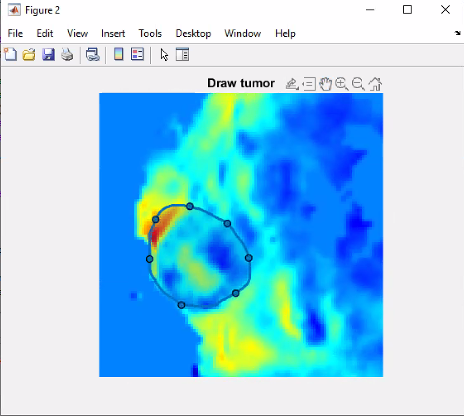 Figure 2
File Edit View Insert Tools Desktop Window Help
Draw tumor